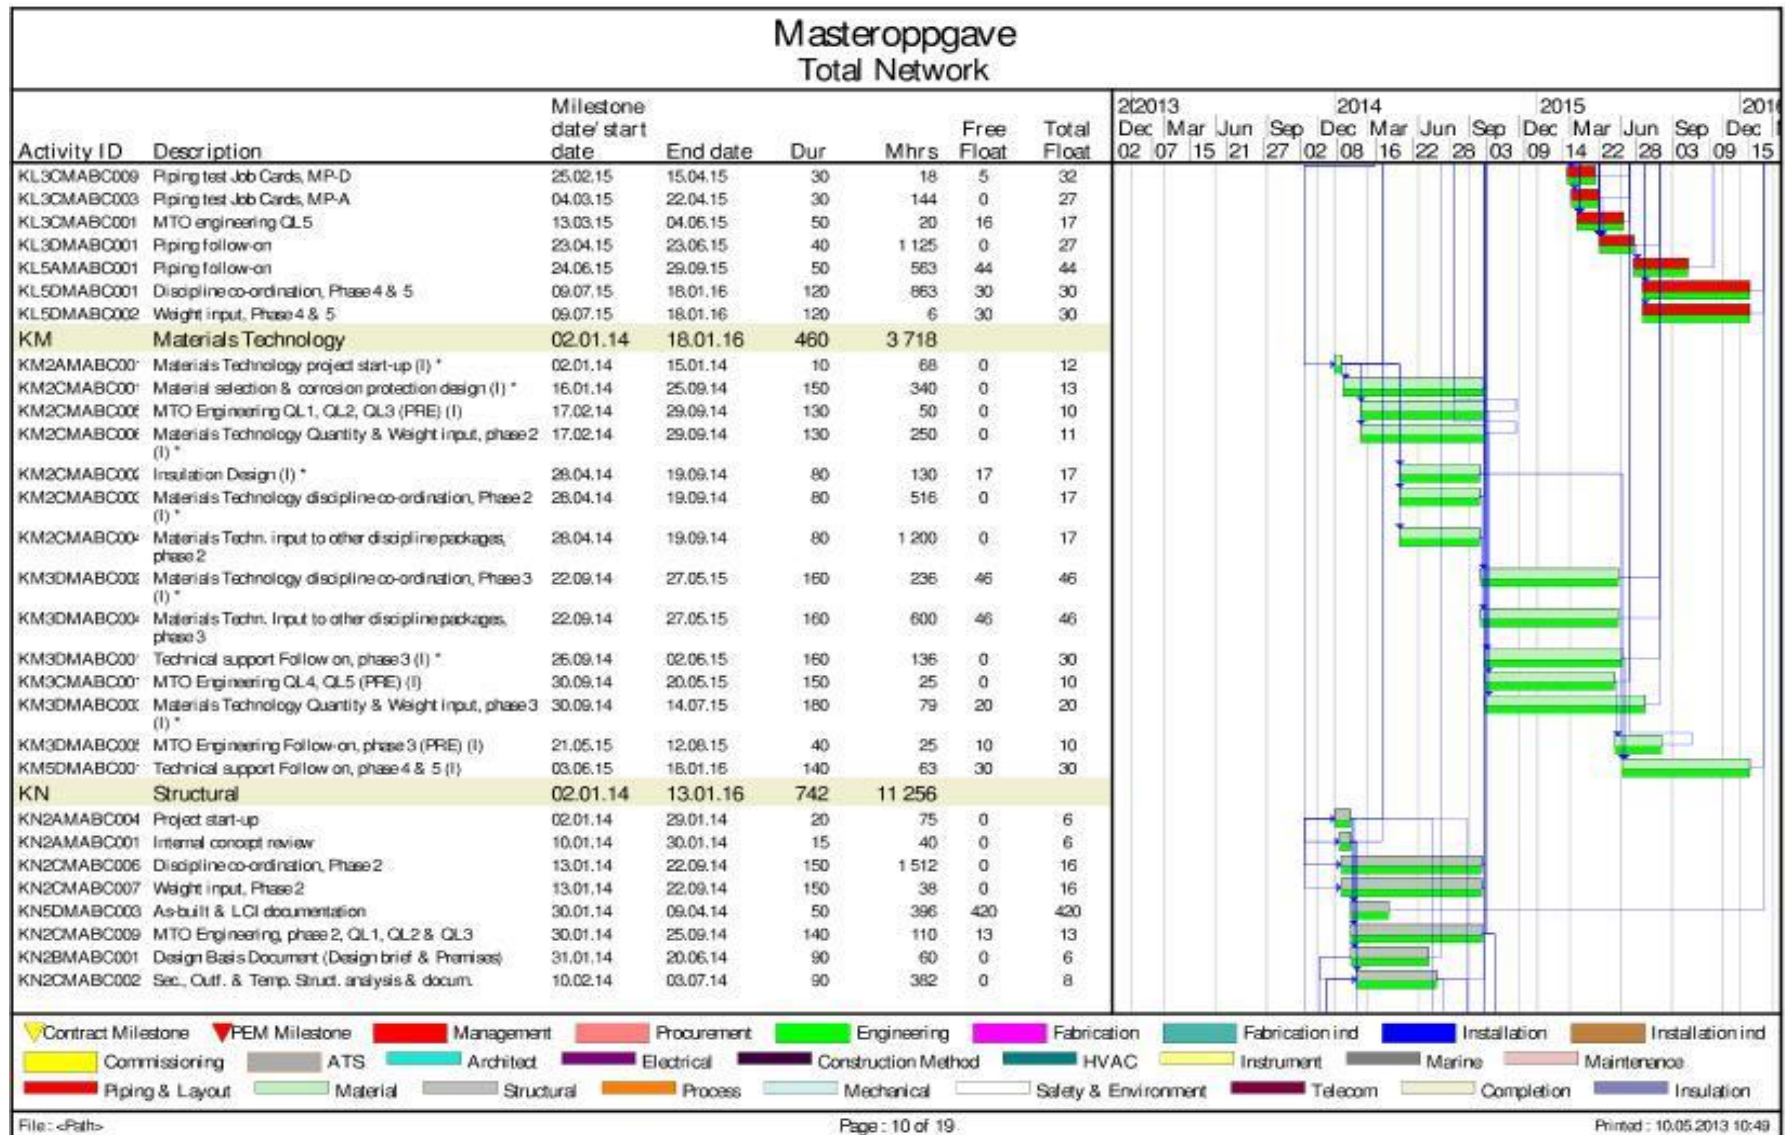 Masteroppgave
Total Network
Activity ID Description Milestone date/start date End date Dur Mhrs Free Float Total Float
2(2013 2014 2015 201(
Dec Mar Jun Sep Dec Mar Jun Sep Dec Mar Jun Sep Dec
02 07 15 21 27 02 08 16 22 28 03 09 14 22 28 03 09 15
KL3CMABC009 Piping test Job Cards, MP-D 25.02.15 15.04.15 30 18 5 32
KL3CMABC003 Piping test Job Cards, MP-A 04.03.15 22.04.15 30 144 0 27
KL3CMABC001 MTO engineering QL5 13.03.15 04.06.15 50 20 16 17
KL3DMABC001 Piping follow-on 23.04.15 23.06.15 40 1 125 0 27
KL5AMABC001 Piping follow-on 24.06.15 29.09.15 50 563 44 44
KL5DMABC001 Discipline co-ordination, Phase 4 & 5 09.07.15 18.01.16 120 863 30 30
KL5DMABC002 Weight input, Phase 4 & 5 09.07.15 18.01.16 120 6 30 30
KM Materials Technology 02.01.14 18.01.16 460 3 718
KM2AMABC00 Materials Technology project start-up (I) * 02.01.14 15.01.14 10 68 0 12
KM2CMABC00 Material selection & corrosion protection design (I) * 16.01.14 25.09.14 150 340 0 13
KM2CMABC00 MTO Engineering QL1, QL2, QL3 (PRE) (I) 17.02.14 29.09.14 130 50 0 10
KM2CMABC00 Materials Technology Quantity & Weight input, phase 2 17.02.14 29.09.14 130 250 0 11
(I) *
KM2CMABC00 Insulation Design (I) * 28.04.14 19.09.14 80 130 17 17
KM2CMABC00 Materials Technology discipline co-ordination, Phase 2 28.04.14 19.09.14 80 516 0 17
(I) *
KM2CMABC00 Materials Techn. input to other discipline packages, 28.04.14 19.09.14 80 1 200 0 17
phase 2
KM3DMABC00 Materials Technology discipline co-ordination, Phase 3 22.09.14 27.05.15 160 236 46 46
(I) *
KM3DMABC00 Materials Techn. Input to other discipline packages, 22.09.14 27.05.15 160 600 46 46
phase 3
KM3DMABC00 Technical support Follow on, phase 3 (I) * 26.09.14 02.06.15 160 136 0 30
KM3CMABC00 MTO Engineering QL4, QL5 (PRE) (I) 30.09.14 20.05.15 150 25 0 10
KM3DMABC00 Materials Technology Quantity & Weight input, phase 3 30.09.14 14.07.15 180 79 20 20
(I) *
KM3DMABC00 MTO Engineering Follow-on, phase 3 (PRE) (I) 21.05.15 12.08.15 40 25 10 10
KM5DMABC00 Technical support Follow on, phase 4 & 5 (I) 03.06.15 18.01.16 140 63 30 30
KN Structural 02.01.14 13.01.16 742 11 256
KN2AMABC004 Project start-up 02.01.14 29.01.14 20 75 0 6
KN2AMABC001 Internal concept review 10.01.14 30.01.14 15 40 0 6
KN2CMABC006 Discipline co-ordination, Phase 2 13.01.14 22.09.14 150 1 512 0 16
KN2CMABC007 Weight input, Phase 2 13.01.14 22.09.14 150 38 0 16
KN5DMABC003 As-built & LCI documentation 30.01.14 09.04.14 50 396 420 420
KN2CMABC009 MTO Engineering, phase 2, QL1, QL2 & QL3 30.01.14 25.09.14 140 110 13 13
KN2BMABC001 Design Basis Document (Design brief & Premises) 31.01.14 20.06.14 90 60 0 6
KN2CMABC002 Sec., Outf. & Temp. Struct. analysis & docum. 10.02.14 03.07.14 90 382 0 8
Contract Milestone PEM Milestone Management Procurement Engineering Fabrication Fabrication ind Installation Installation ind
Commissioning ATS Architect Electrical Construction Method HVAC Instrument Marine Maintenance
Piping & Layout Material Structural Process Mechanical Safety & Environment Telecom Completion Insulation
File : <Path> Page : 10 of 19 Printed : 10.05.2013 10:49